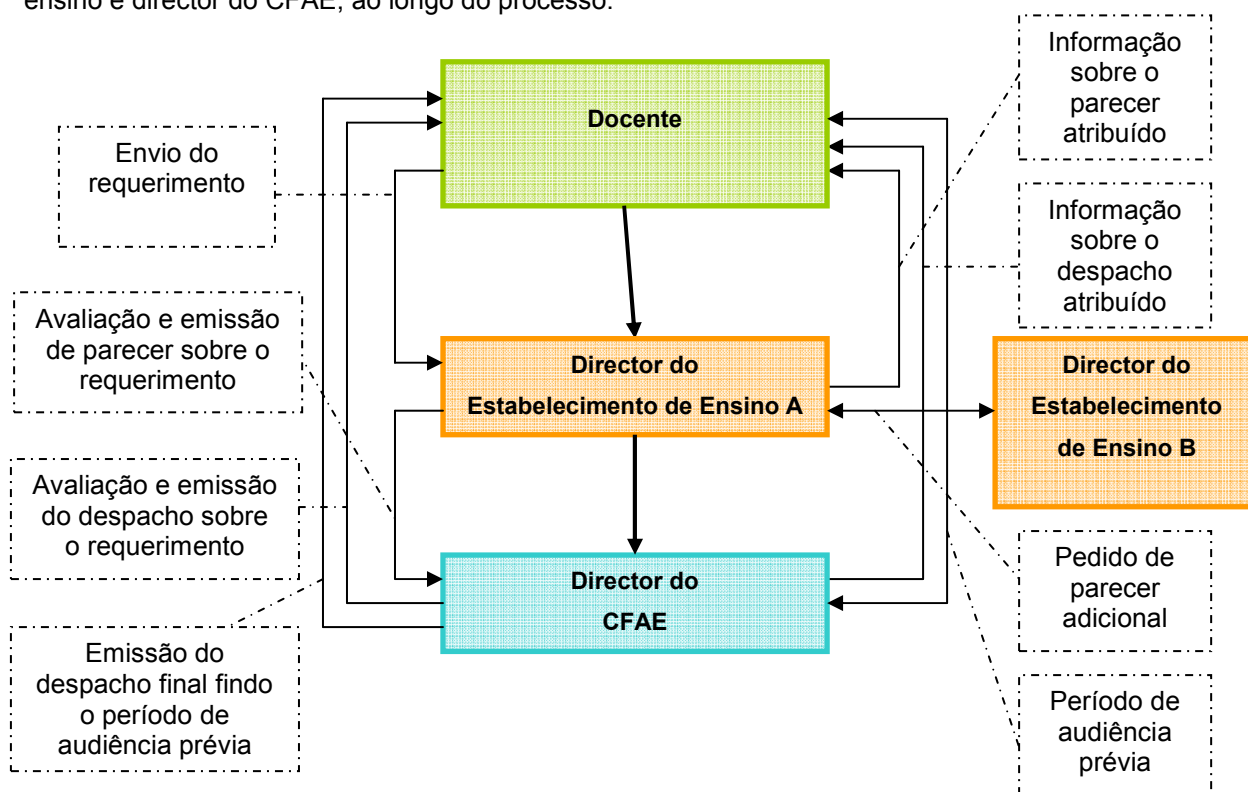 ensino e director do CFAE, ao longo do processo.
Docente
Envio do
requerimento
Informação
sobre o
parecer
atribuído
Informação
sobre o
despacho
atribuído
Avaliação e emissão
de parecer sobre o
requerimento
Director do
Estabelecimento de Ensino A
Director do
Estabelecimento
de Ensino B
Avaliação e emissão
do despacho sobre
o requerimento
Director do
CFAE
Pedido de
parecer
adicional
Emissão do
despacho final findo
o período de
audiência prévia
Período de
audiência
prévia